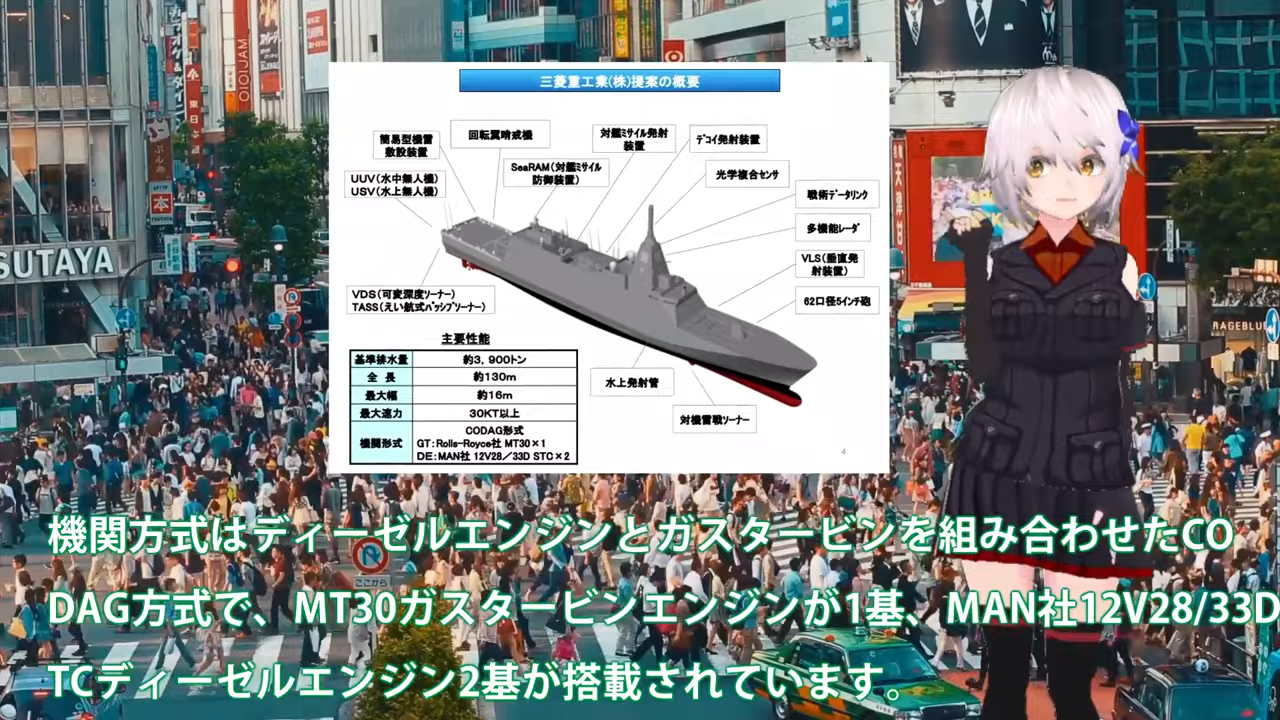 三菱重工業(株)提案の概要
簡易型機雷
敷設装置
回転翼哨戒機
対艦ミサイル発射
装置
デコイ発射装置
SeaRAM(対艦ミサイル
防御装置)
光学複合センサ
UUV(水中無人機)
USV(水上無人機)
戦術データリンク
多機能レーダ
VLS(垂直発
射装置)
62口径5インチ砲
VDS(可変深度ソーナー)
TASS(えい航式パッシブソーナー)
水上発射管
対機雷戦ソーナー
主要性能
基準排水量 約3,900トン
全長 約130m
最大幅 約16m
最大速力 30KT以上
機関形式 CODAG形式
GT:Rolls-Royce社 MT30×1
DE:MAN社 12V28/33D STC×2
4
SUTAYA
OIOIJAM
RAGEBLU
ここから
機関方式はディーゼルエンジンとガスタービンを組み合わせたCO
DAG方式で、MT30ガスタービンエンジンが1基、MAN社12V28/33D
TCディーゼルエンジン2基が搭載されています。